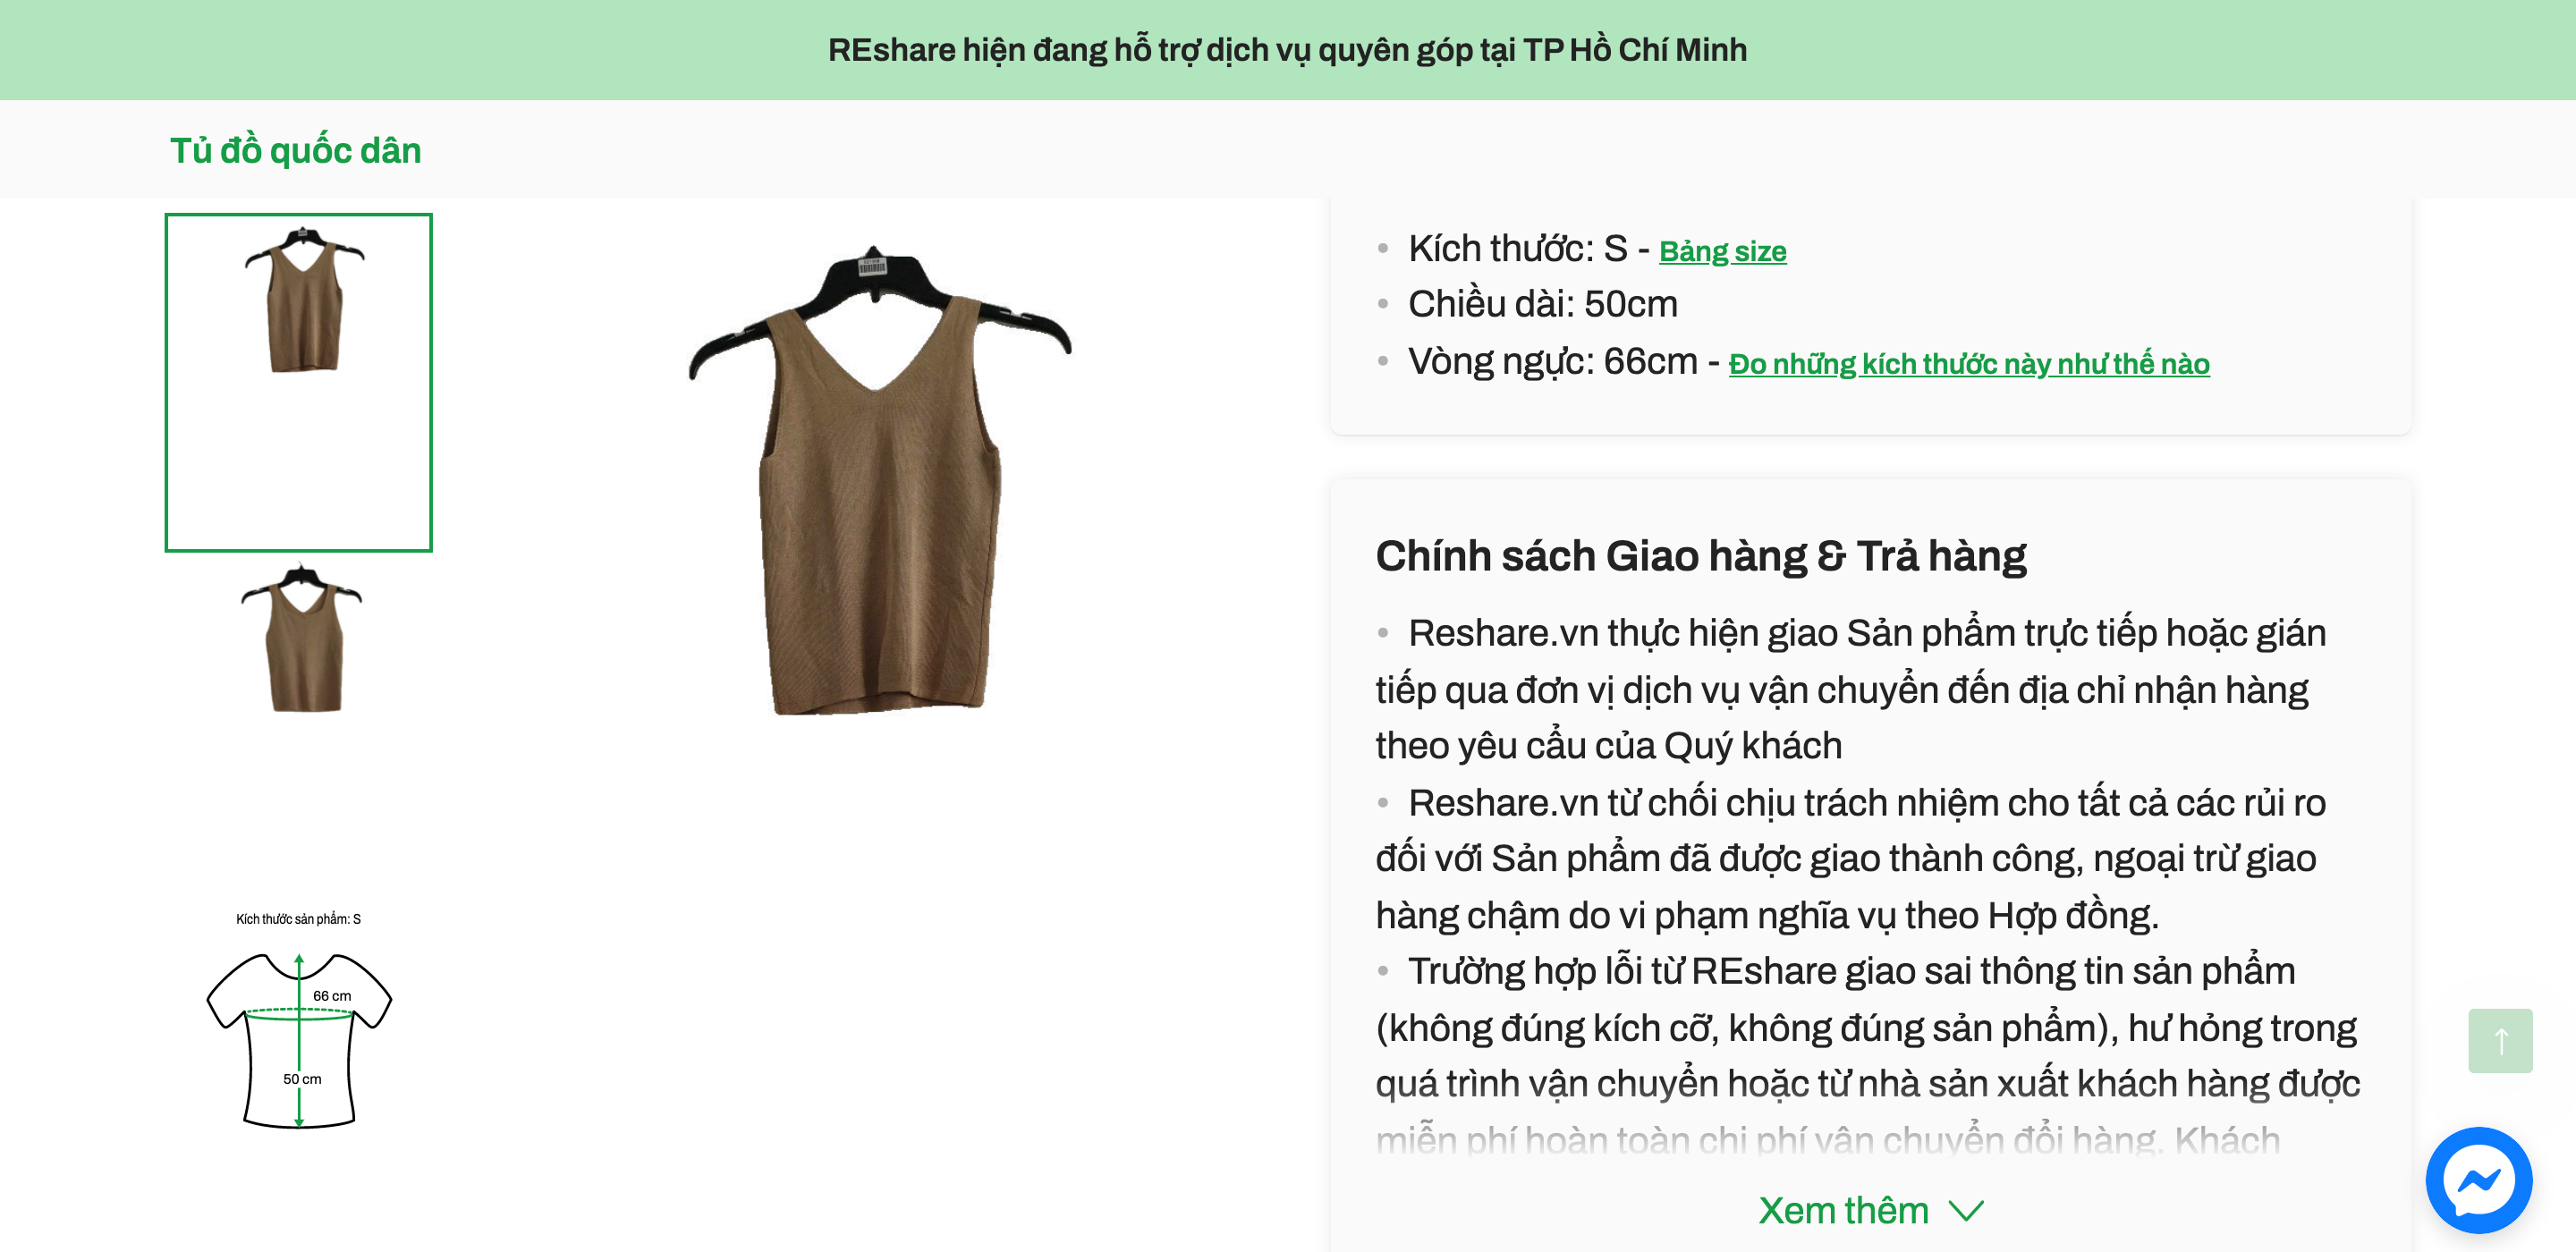 REshare hiện đang hỗ trợ dịch vụ quyên góp tại TP Hồ Chí Minh
Tủ đồ quốc dân
Kích thước: S - Bảng size
Chiều dài: 50cm
Vòng ngực: 66cm - Đo những kích thước này như thế nào
Chính sách Giao hàng & Trả hàng
Reshare.vn thực hiện giao Sản phẩm trực tiếp hoặc gián
tiếp qua đơn vị dịch vụ vận chuyển đến địa chỉ nhận hàng
theo yêu cẩu của Quý khách
Reshare.vn từ chối chịu trách nhiệm cho tất cả các rủi ro
đối với Sản phẩm đã được giao thành công, ngoại trừ giao
hàng chậm do vi phạm nghĩa vụ theo Hợp đồng.
Trường hợp lỗi từ REshare giao sai thông tin sản phẩm
(không đúng kích cỡ, không đúng sản phẩm), hư hỏng trong
quá trình vận chuyển hoặc từ nhà sản xuất khách hàng được
miễn phí hoàn toàn chi phí vận chuyển đổi hàng. Khách
Xem thêm
Kích thước sản phẩm: S
66 cm
50 cm